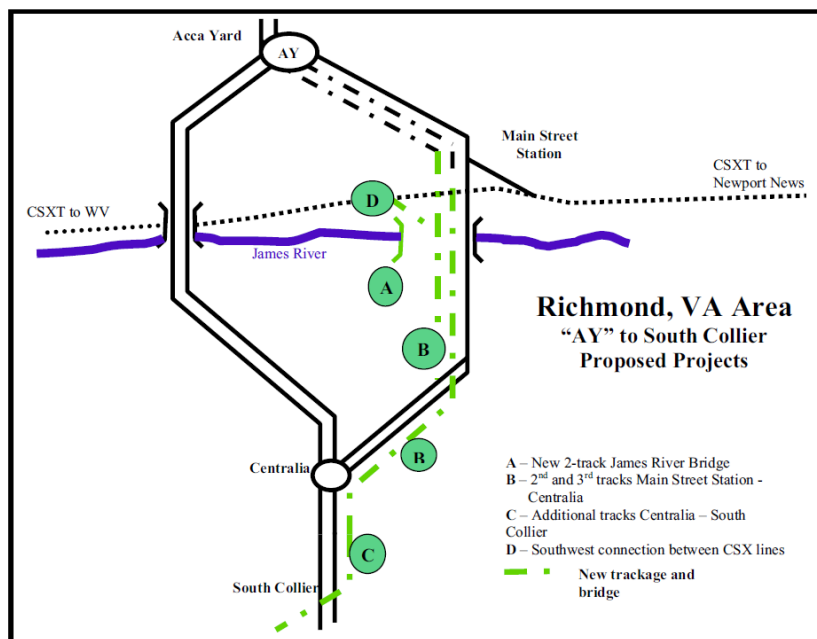 Acca Yard
AY
Main Street
Station
CSXT to
Newport News
CSXT to WV
D
James River
A
Richmond, VA Area
“AY” to South Collier
Proposed Projects
B
Centralia
B
A – New 2-track James River Bridge
B – 2nd and 3rd tracks Main Street Station -
Centralia
C – Additional tracks Centralia – South
Collier
D – Southwest connection between CSX lines
New trackage and
bridge
C
South Collier